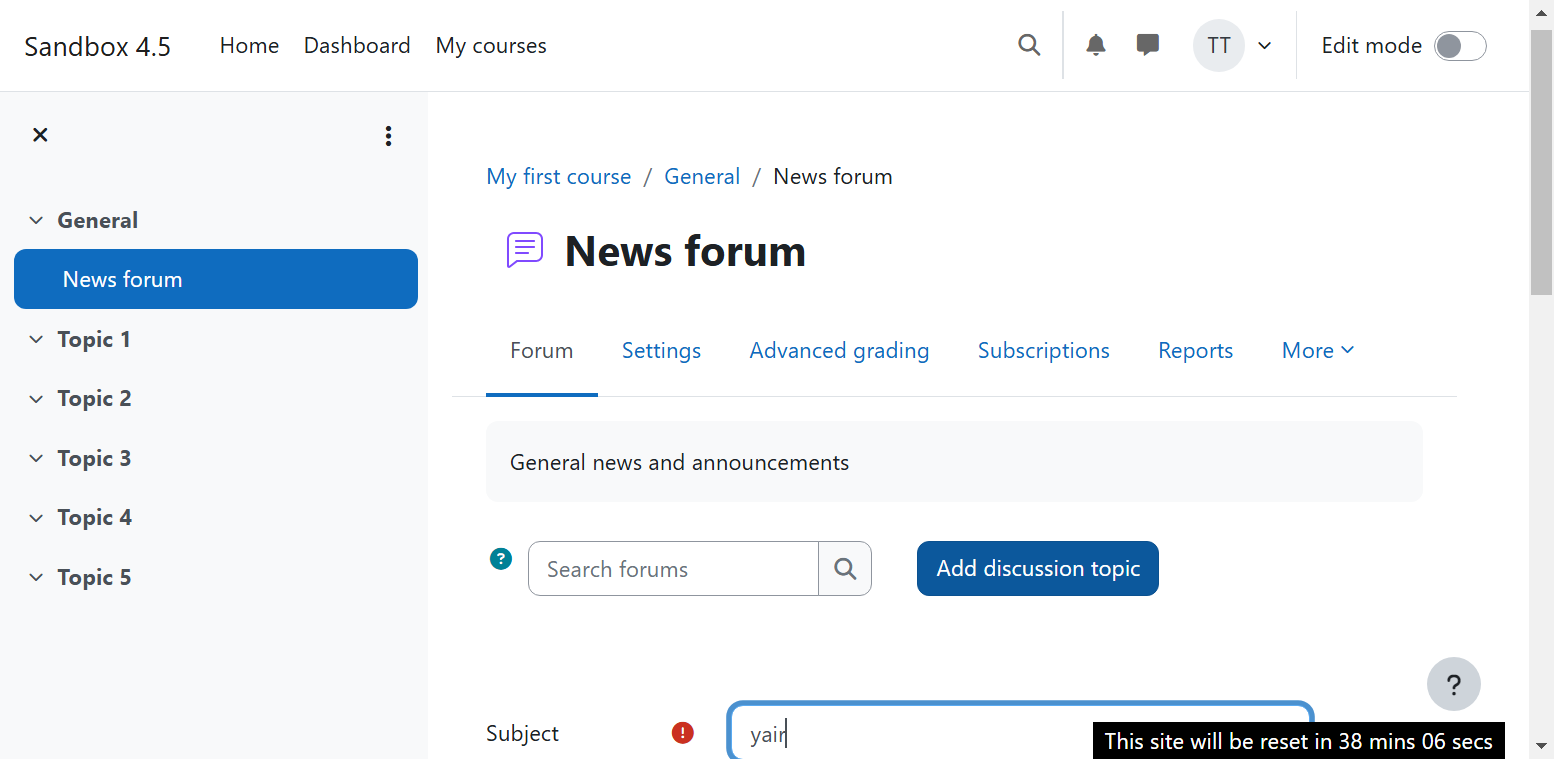 Sandbox 4.5 Home Dashboard My courses TT Edit mode
My first course / General / News forum
General
News forum
Topic 1
Topic 2
Topic 3
Topic 4
Topic 5
News forum
Forum Settings Advanced grading Subscriptions Reports More
General news and announcements
? Search forums Add discussion topic
?
Subject ! yair
This site will be reset in 38 mins 06 secs